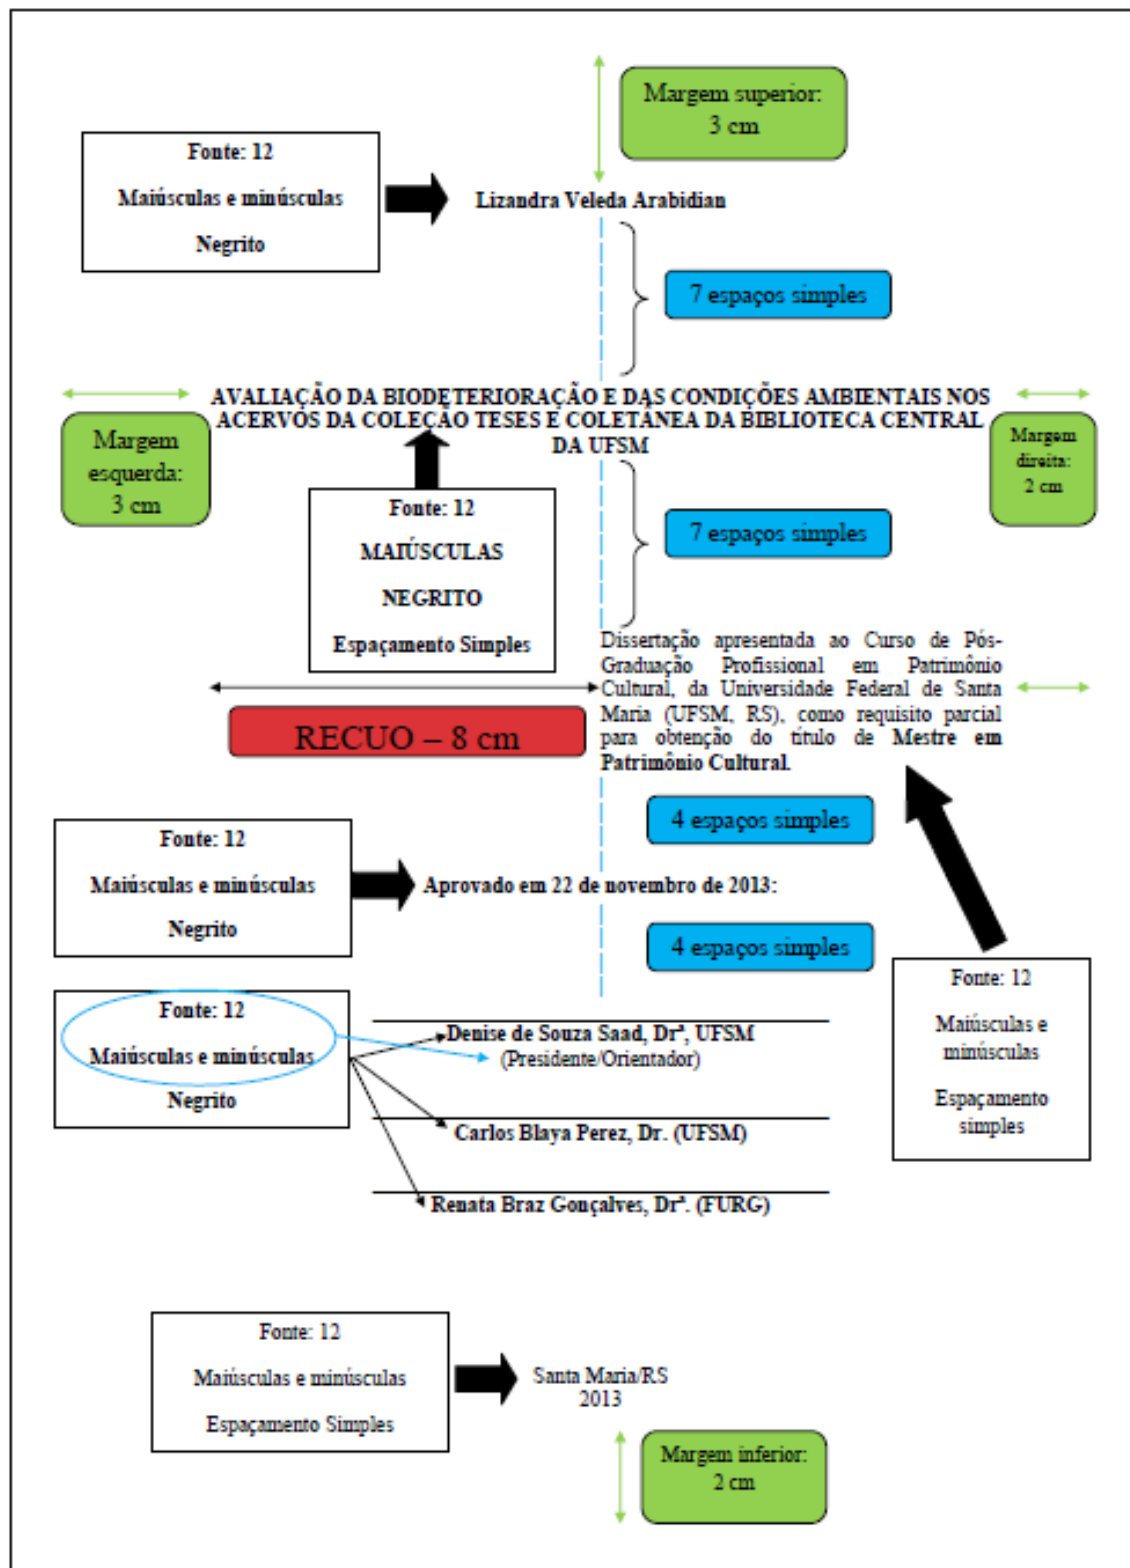 Margem superior:
3 cm
Fonte: 12
Maiúsculas e minúsculas
Negrito
Lizandra Veleda Arabidian
7 espaços simples
AVALIAÇÃO DA BIODETERIORAÇÃO E DAS CONDIÇÕES AMBIENTAIS NOS
ACERVOS DA COLEÇÃO TESES E COLETÂNEA DA BIBLIOTECA CENTRAL
DA UFSM
Margem
esquerda:
3 cm
Margem
direita:
2 cm
Fonte: 12
MAIÚSCULAS
NEGRITO
Espaçamento Simples
7 espaços simples
Dissertação apresentada ao Curso de Pós-
Graduação Profissional em Patrimônio
Cultural, da Universidade Federal de Santa
Maria (UFSM, RS), como requisito parcial
para obtenção do título de Mestre em
Patrimônio Cultural.
RECUO – 8 cm
4 espaços simples
Fonte: 12
Maiúsculas e minúsculas
Negrito
Aprovado em 22 de novembro de 2013:
4 espaços simples
Fonte: 12
Maiúsculas e minúsculas
Negrito
Denise de Souza Saad, Drª, UFSM
(Presidente/Orientador)
Carlos Blaya Perez, Dr. (UFSM)
Renata Braz Gonçalves, Drª. (FURG)
Fonte: 12
Maiúsculas e
minúsculas
Espaçamento
simples
Fonte: 12
Maiúsculas e minúsculas
Espaçamento Simples
Santa Maria/RS
2013
Margem inferior:
2 cm